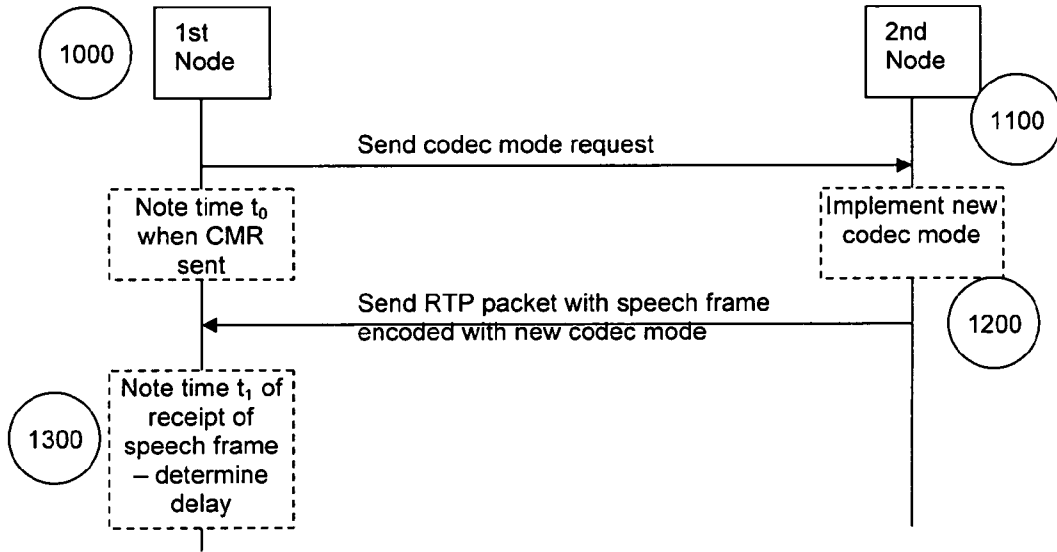 1000
1st
Node
2nd
Node
1100
Send codec mode request
Note time t₀
when CMR
sent
Implement new
codec mode
Send RTP packet with speech frame
encoded with new codec mode
1200
Note time t₁ of
receipt of
speech frame
– determine
delay
1300